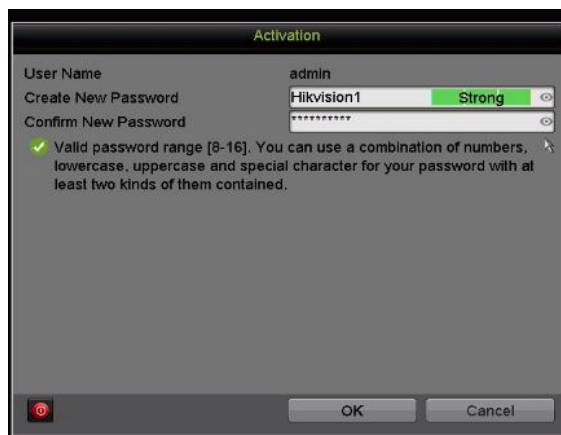 Activation
User Name admin
Create New Password Hikvision1 Strong
Confirm New Password **********
Valid password range [8-16]. You can use a combination of numbers,
lowercase, uppercase and special character for your password with at
least two kinds of them contained.
OK Cancel